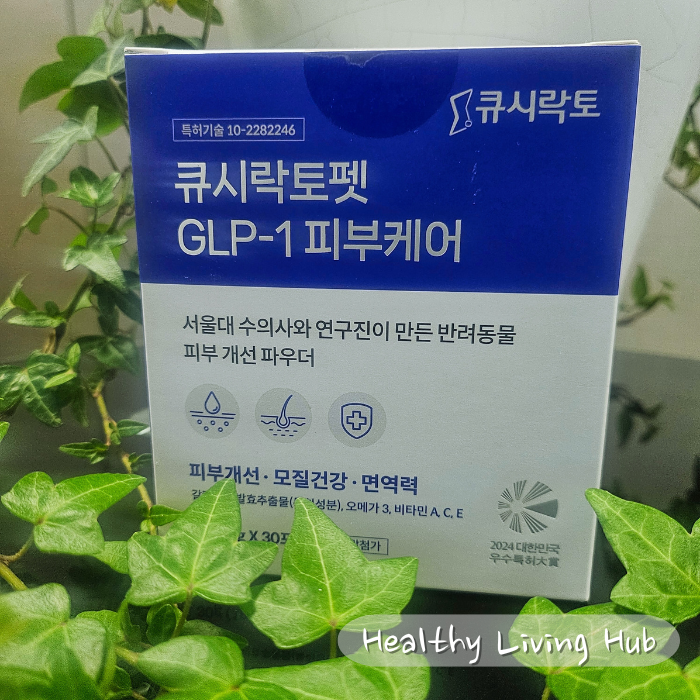 큐시락토
특허기술 10-2282246
큐시락토펫
GLP-1 피부케어
서울대 수의사와 연구진이 만든 반려동물
피부 개선 파우더
피부개선·모질건강·면역력
오메가 3, 비타민 A, C, E
X 30
2024 대한민국
우수특허大賞
Healthy Living Hub